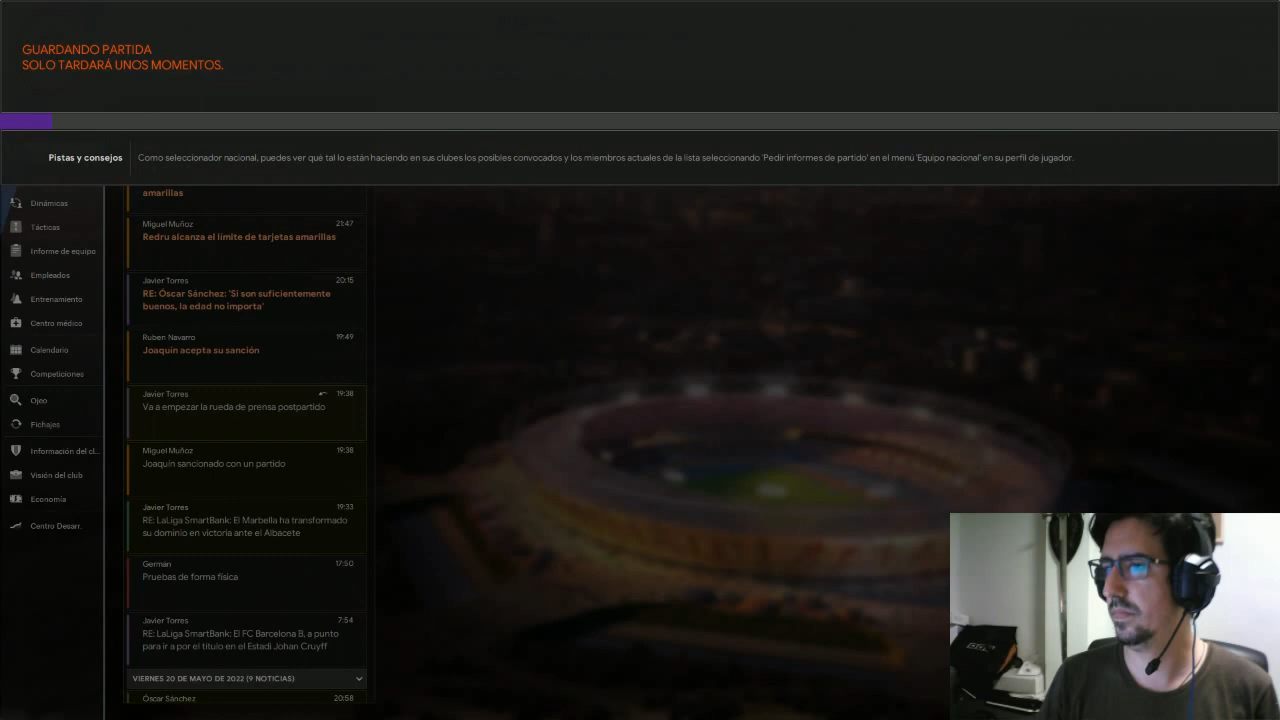 GUARDANDO PARTIDA
SOLO TARDARÁ UNOS MOMENTOS.
Pistas y consejos
Como seleccionador nacional, puedes ver qué tal lo están haciendo en sus clubes los posibles convocados y los miembros actuales de la lista seleccionando 'Pedir informes de partido' en el menú 'Equipo nacional' en su perfil de jugador.
Dinámicas
Tácticas
Informe de equipo
Empleados
Entrenamiento
Centro médico
Calendario
Competiciones
Ojeo
Fichajes
Información del cl...
Visión del club
Economía
Centro Desarr.
amarillas
Miguel Muñoz 21:47
Redru alcanza el límite de tarjetas amarillas
Javier Torres 20:15
RE: Óscar Sánchez: 'Si son suficientemente
buenos, la edad no importa'
Ruben Navarro 19:49
Joaquín acepta su sanción
Javier Torres 19:38
Va a empezar la rueda de prensa postpartido
Miguel Muñoz 19:38
Joaquín sancionado con un partido
Javier Torres 19:33
RE: LaLiga SmartBank: El Marbella ha transformado
su dominio en victoria ante el Albacete
Germán 17:50
Pruebas de forma física
Javier Torres 7:54
RE: LaLiga SmartBank: El FC Barcelona B, a punto
para ir a por el título en el Estadi Johan Cruyff
VIERNES 20 DE MAYO DE 2022 (9 NOTICIAS)
Óscar Sánchez 20:58